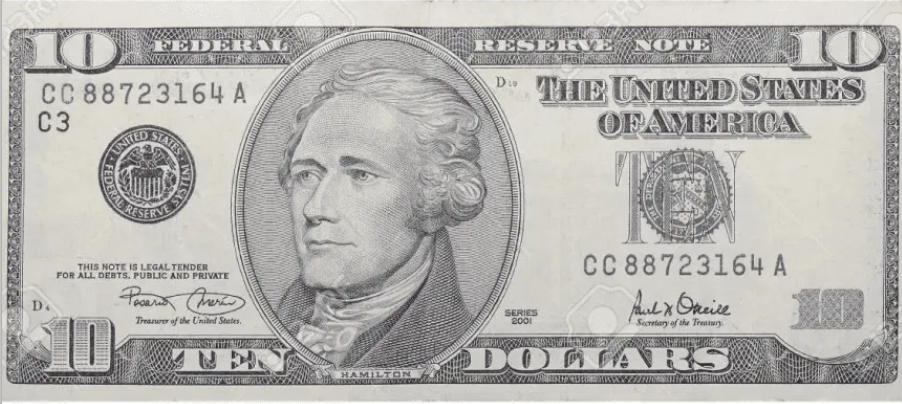 10 FEDERAL RESERVE NOTE 10
CC 88723164 A
C3
D10
THE UNITED STATES
OF AMERICA
UNITED STATES
FEDERAL RESERVE SYSTEM
TEN
CC 88723164 A
THIS NOTE IS LEGAL TENDER
FOR ALL DEBTS, PUBLIC AND PRIVATE
D4
Rosario Marin
Treasurer of the United States.
SERIES
2001
Paul H O'Neill
Secretary of the Treasury.
10
10
TEN DOLLARS
HAMILTON